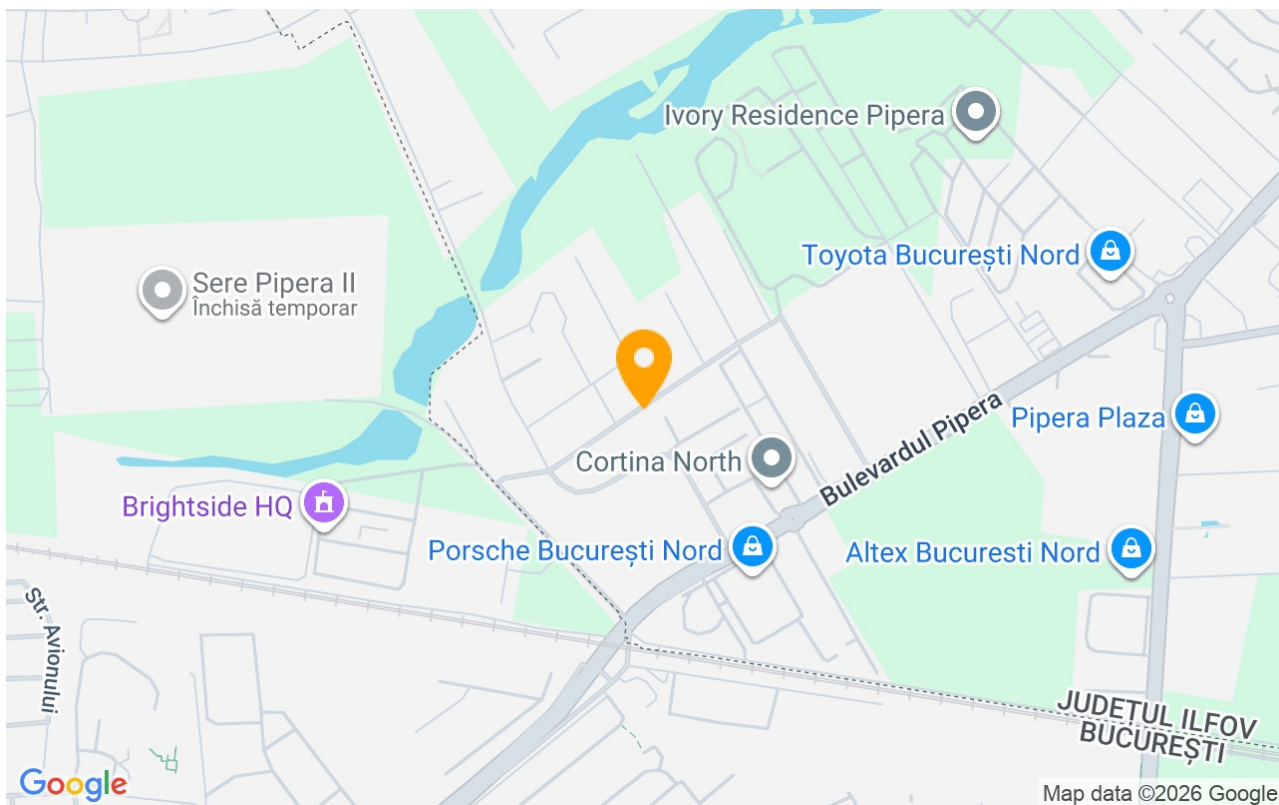 Ivory Residence Pipera
Toyota București Nord
Sere Pipera II
Închisă temporar
Bulevardul Pipera
Pipera Plaza
Cortina North
Brightside HQ
Porsche București Nord
Altex Bucuresti Nord
Str. Avionului
JUDEȚUL ILFOV
BUCUREȘTI
Google
Map data ©2026 Google